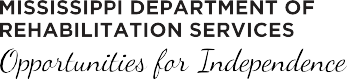 MISSISSIPPI DEPARTMENT OF
REHABILITATION SERVICES
Opportunities for Independence